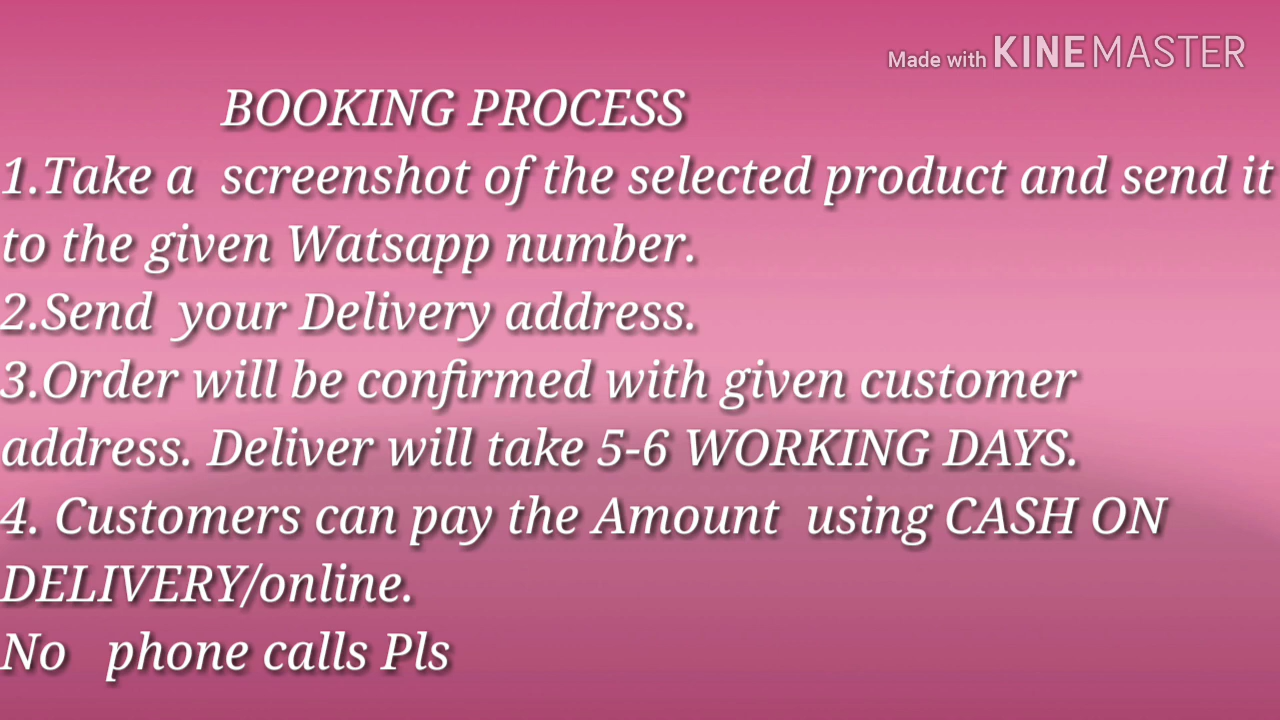 Made with KINEMASTER
BOOKING PROCESS
1.Take a screenshot of the selected product and send it
to the given Watsapp number.
2.Send your Delivery address.
3.Order will be confirmed with given customer
address. Deliver will take 5-6 WORKING DAYS.
4. Customers can pay the Amount using CASH ON
DELIVERY/online.
No phone calls Pls